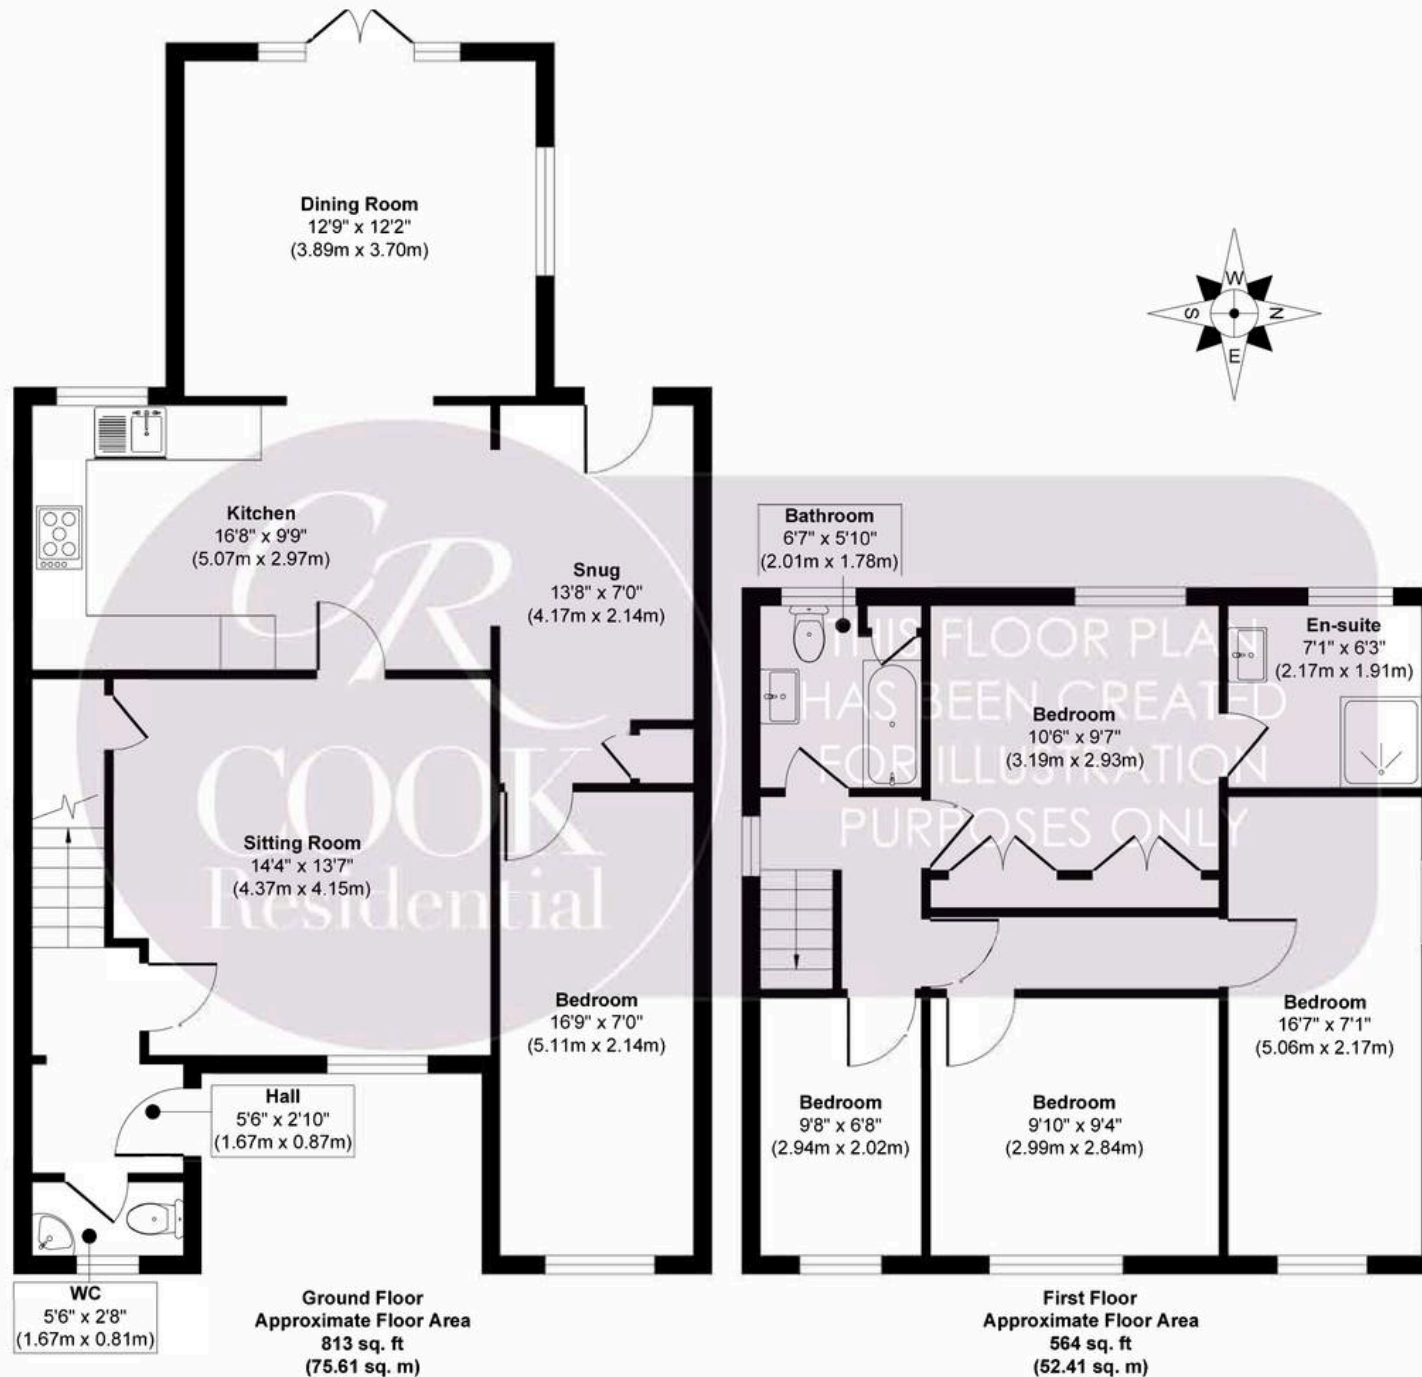 Dining Room
12'9" x 12'2"
(3.89m x 3.70m)
W
S
N
E
Kitchen
16'8" x 9'9"
(5.07m x 2.97m)
Snug
13'8" x 7'0"
(4.17m x 2.14m)
Bathroom
6'7" x 5'10"
(2.01m x 1.78m)
En-suite
7'1" x 6'3"
(2.17m x 1.91m)
Bedroom
10'6" x 9'7"
(3.19m x 2.93m)
Sitting Room
14'4" x 13'7"
(4.37m x 4.15m)
Bedroom
16'9" x 7'0"
(5.11m x 2.14m)
Bedroom
16'7" x 7'1"
(5.06m x 2.17m)
Hall
5'6" x 2'10"
(1.67m x 0.87m)
Bedroom
9'8" x 6'8"
(2.94m x 2.02m)
Bedroom
9'10" x 9'4"
(2.99m x 2.84m)
WC
5'6" x 2'8"
(1.67m x 0.81m)
Ground Floor
Approximate Floor Area
813 sq. ft
(75.61 sq. m)
First Floor
Approximate Floor Area
564 sq. ft
(52.41 sq. m)
CR
COOK
Residential
THIS FLOOR PLAN
HAS BEEN CREATED
FOR ILLUSTRATION
PURPOSES ONLY